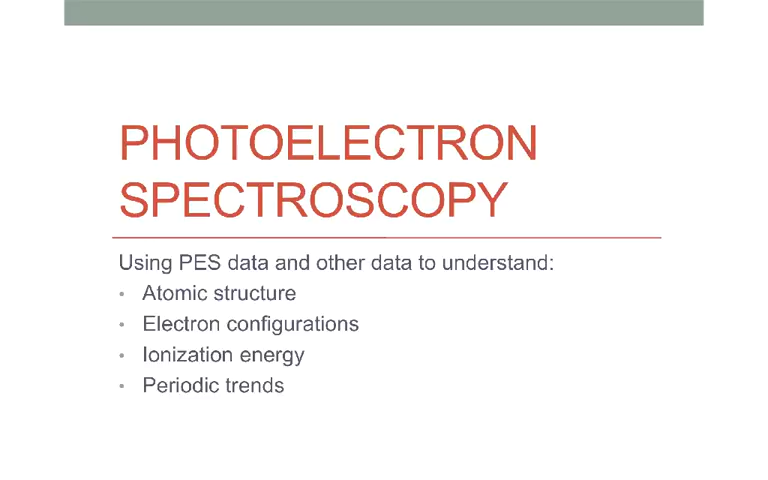 PHOTOELECTRON
SPECTROSCOPY
Using PES data and other data to understand:
• Atomic structure
• Electron configurations
• Ionization energy
• Periodic trends